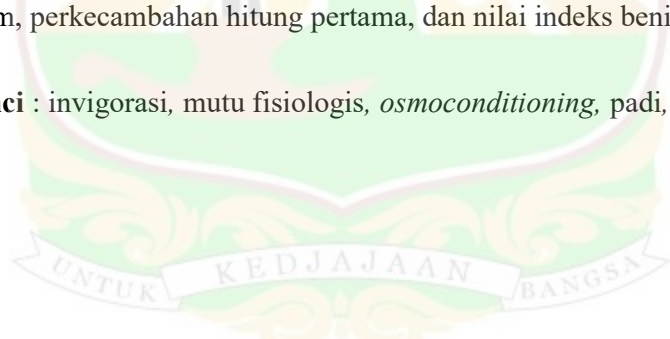 m, perkecambahan hitung pertama, dan nilai indeks beni
ci : invigorasi, mutu fisiologis, osmoconditioning, padi,
UNTUK KEDJAJAAN BANGSA